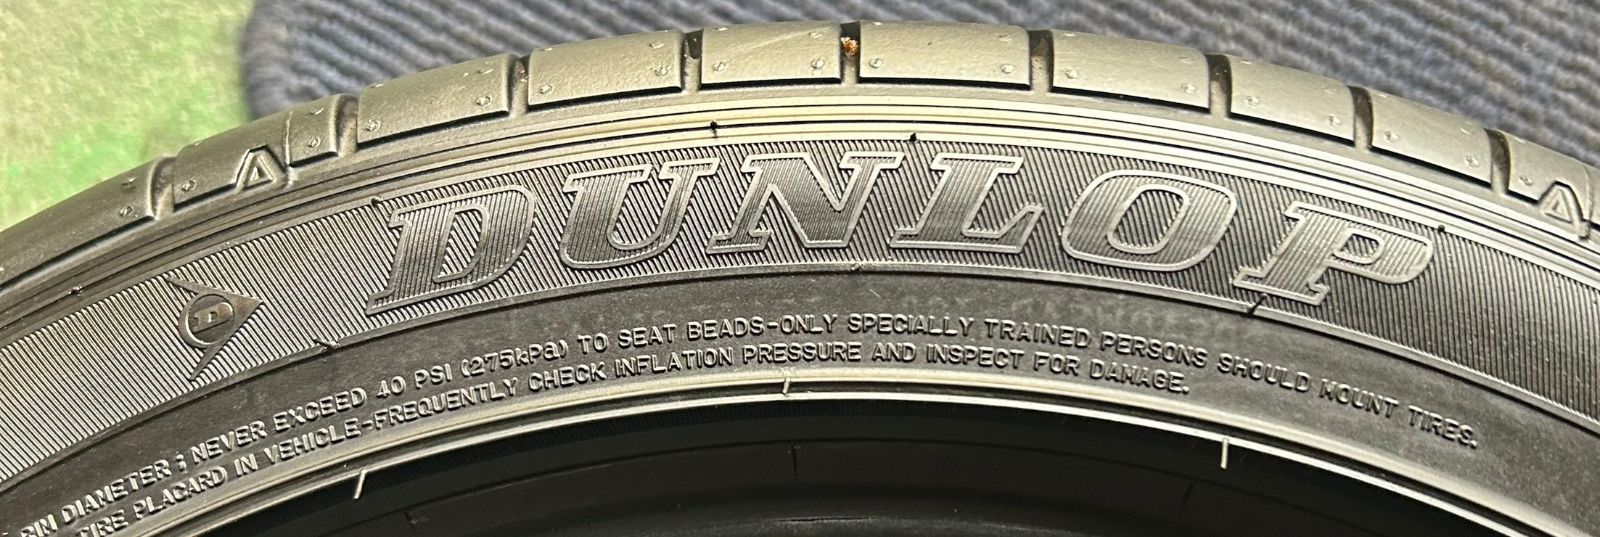 DUNLOP
D
RIM DIAMETER ; NEVER EXCEED 40 PSI (275kPa) TO SEAT BEADS-ONLY SPECIALLY TRAINED PERSONS SHOULD MOUNT TIRES.
TIRE PLACARD IN VEHICLE-FREQUENTLY CHECK INFLATION PRESSURE AND INSPECT FOR DAMAGE.